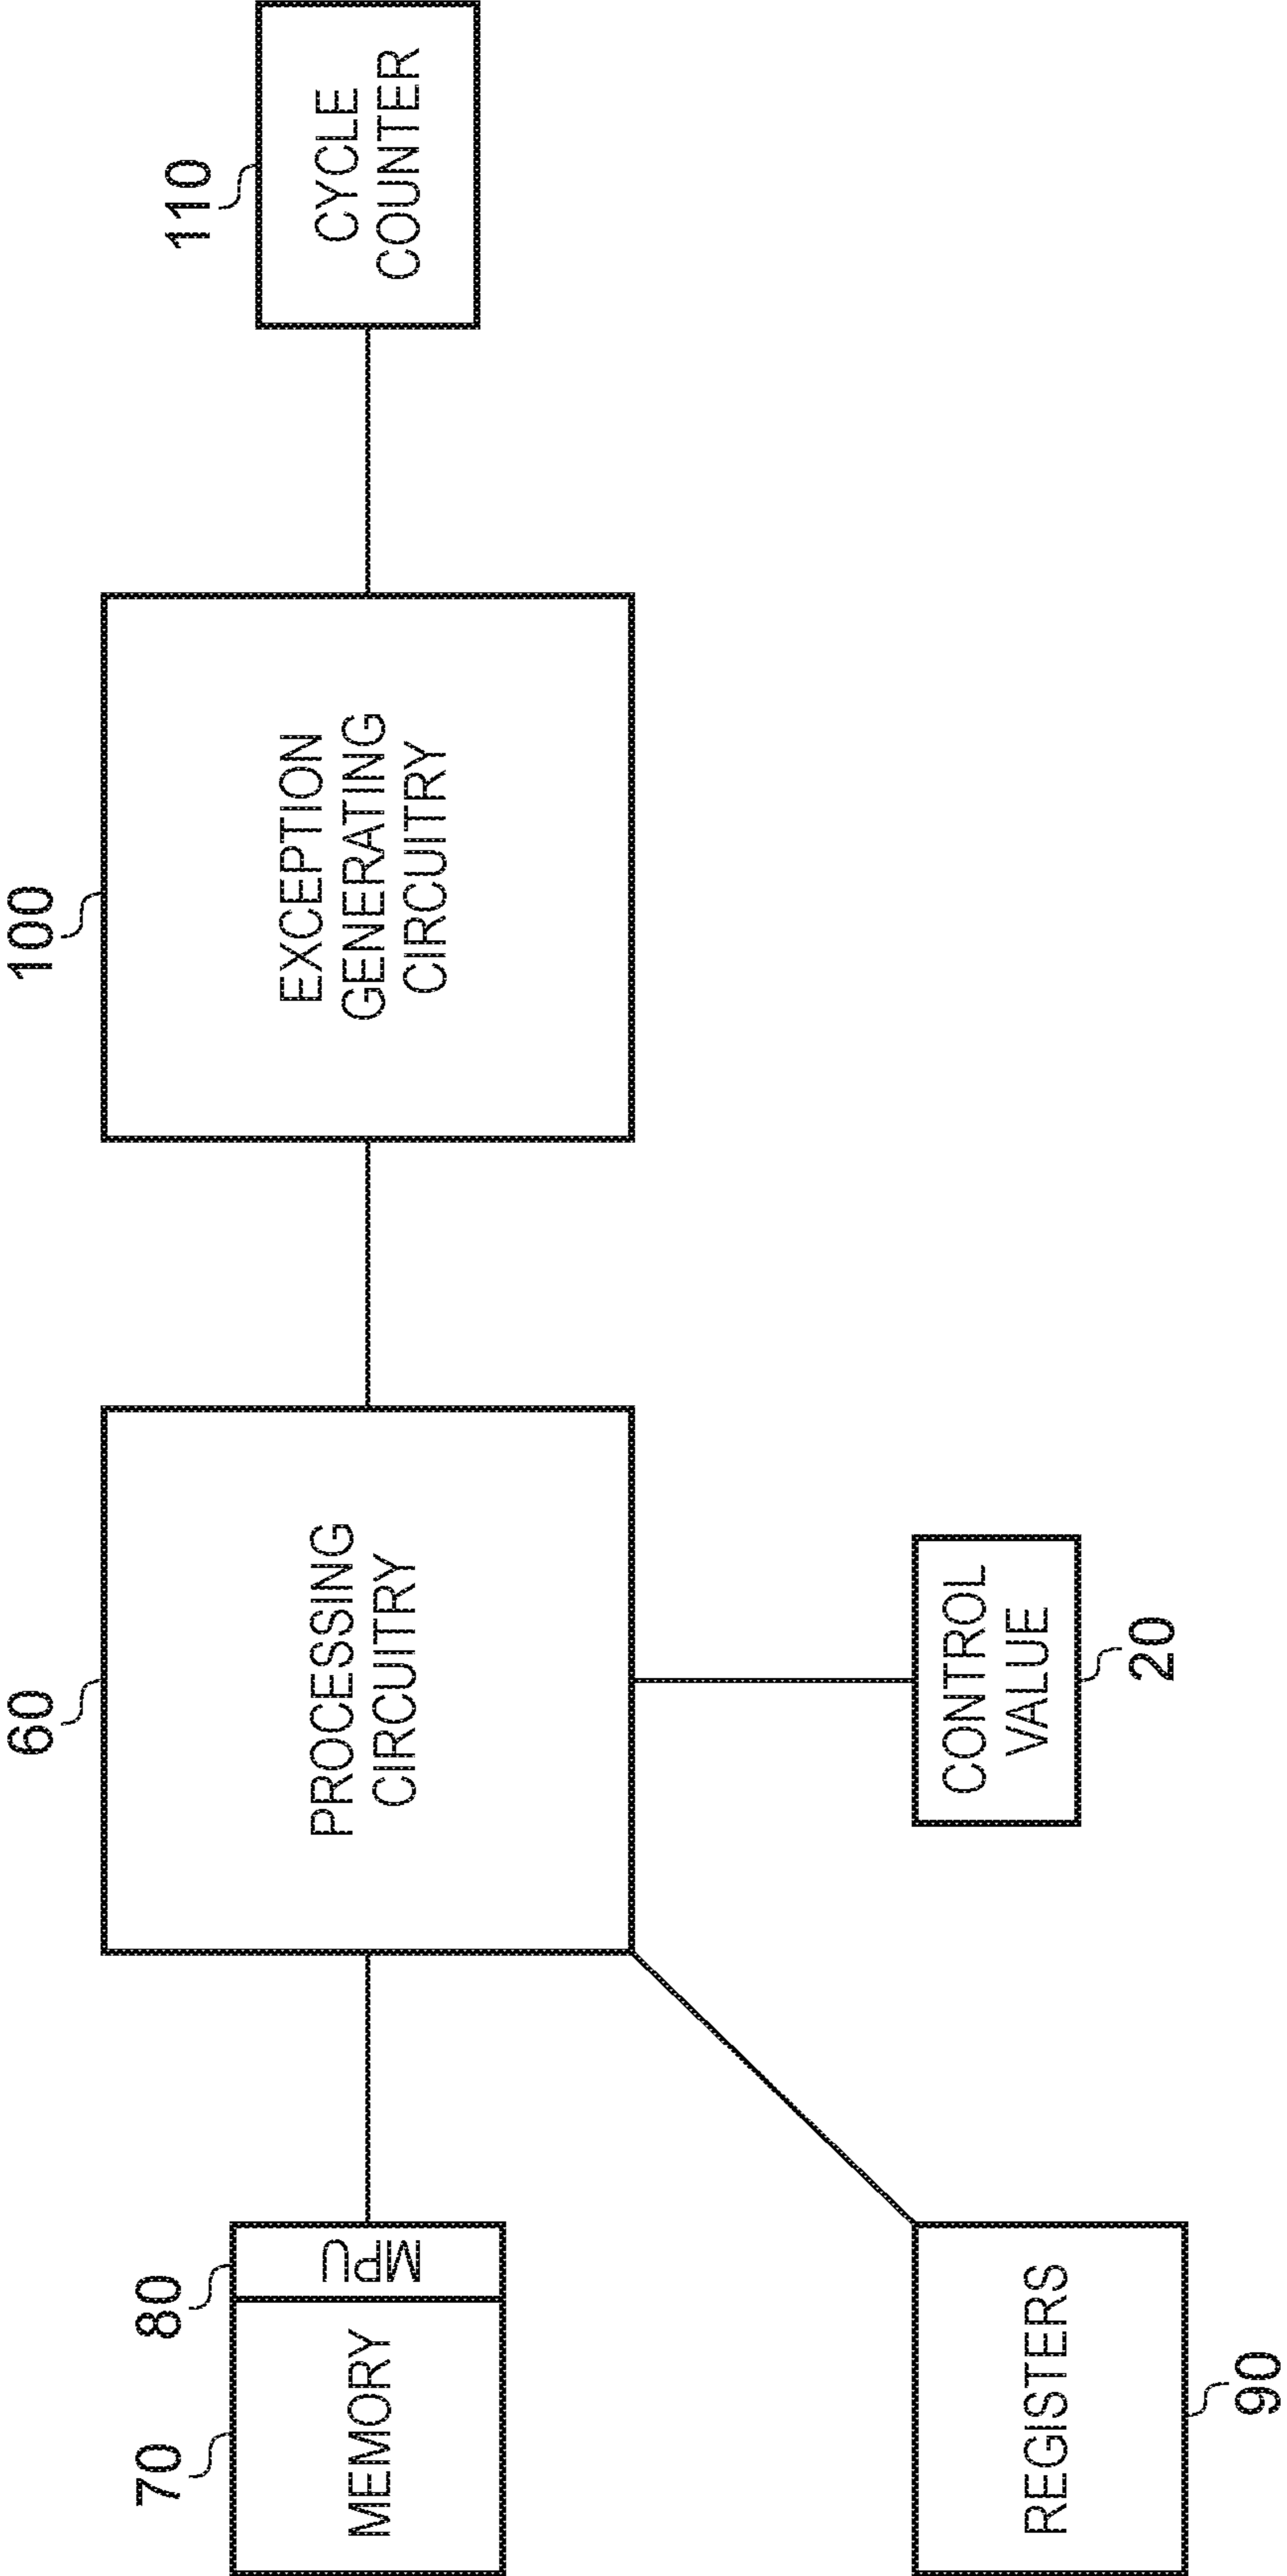 70
80
60
100
110
MEMORY
MPU
PROCESSING
CIRCUITRY
EXCEPTION
GENERATING
CIRCUITRY
CYCLE
COUNTER
REGISTERS
90
CONTROL
VALUE
20